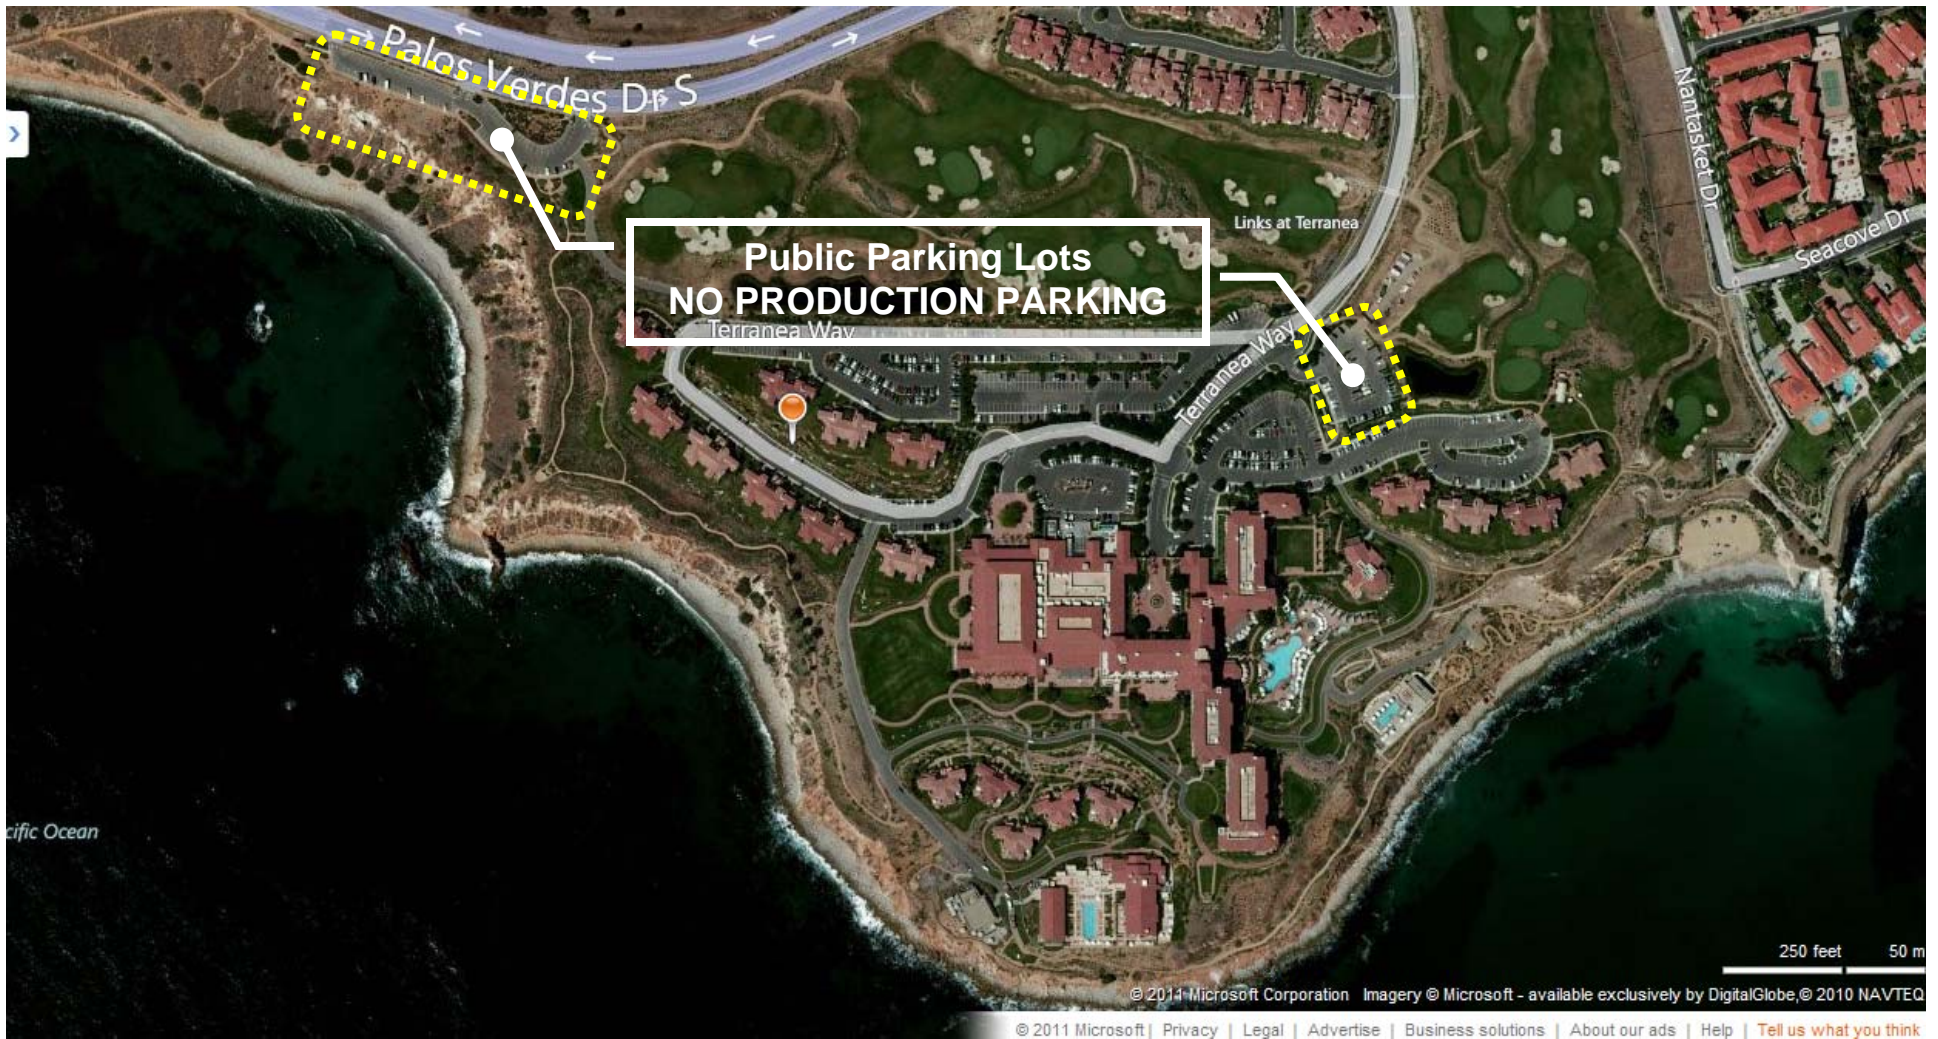 Palos Verdes Dr S
Nantasket Dr
Links at Terranea
Seacove Dr
Public Parking Lots
NO PRODUCTION PARKING
Terranea Way
Terranea Way
cific Ocean
250 feet 50 m
© 2011 Microsoft Corporation Imagery © Microsoft - available exclusively by DigitalGlobe,© 2010 NAVTEQ
© 2011 Microsoft | Privacy | Legal | Advertise | Business solutions | About our ads | Help | Tell us what you think